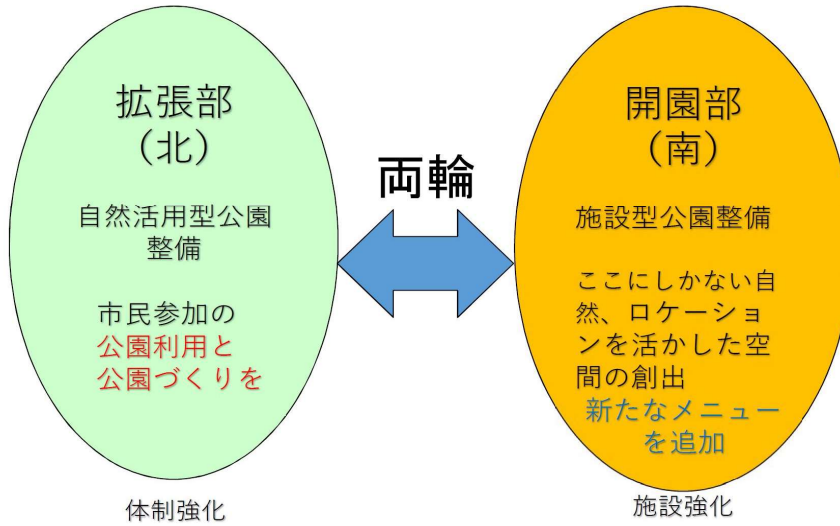 拡張部
（北）
自然活用型公園
整備
市民参加の
公園利用と
公園づくりを
体制強化
両輪
開園部
（南）
施設型公園整備
ここにしかない自
然、ロケーショ
ンを活かした空
間の創出
新たなメニュー
を追加
施設強化